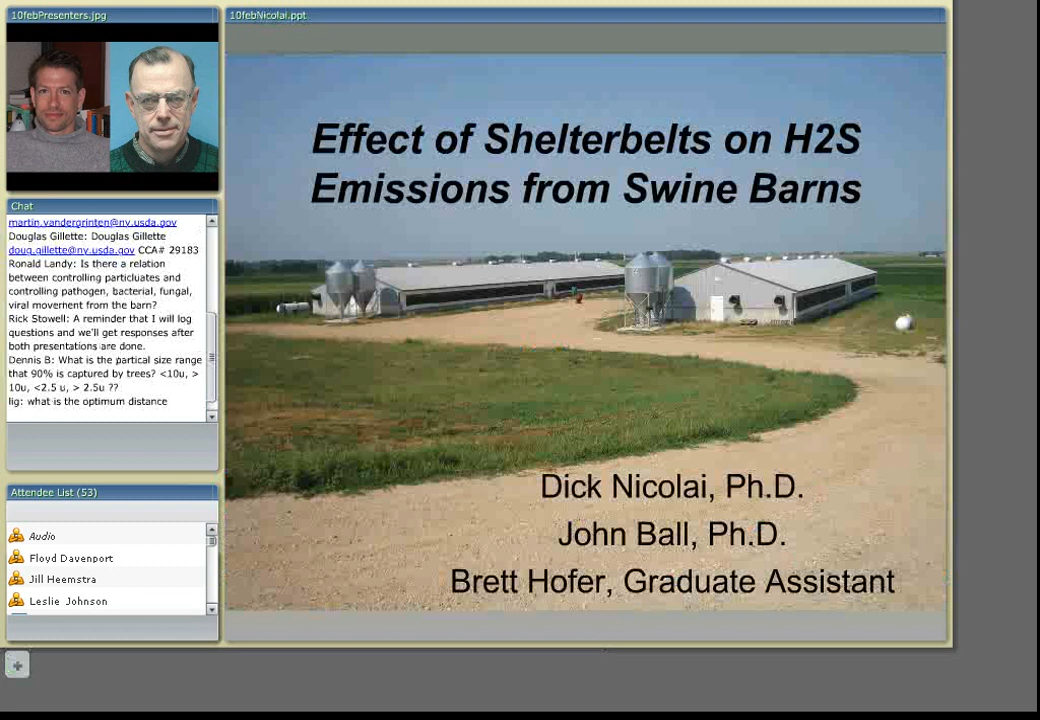 10febPresenters.jpg
10febNicolai.ppt
Effect of Shelterbelts on H2S
Emissions from Swine Barns
Dick Nicolai, Ph.D.
John Ball, Ph.D.
Brett Hofer, Graduate Assistant
Chat
martin.vandergrinten@ny.usda.gov
Douglas Gillette: Douglas Gillette
doug.gillette@ny.usda.gov CCA# 29183
Ronald Landy: Is there a relation
between controlling particluates and
controlling pathogen, bacterial, fungal,
viral movement from the barn?
Rick Stowell: A reminder that I will log
questions and we'll get responses after
both presentations are done.
Dennis B: What is the partical size range
that 90% is captured by trees? <10u, >
10u, <2.5 u, > 2.5u ??
lig: what is the optimum distance
Attendee List (53)
Audio
Floyd Davenport
Jill Heemstra
Leslie Johnson